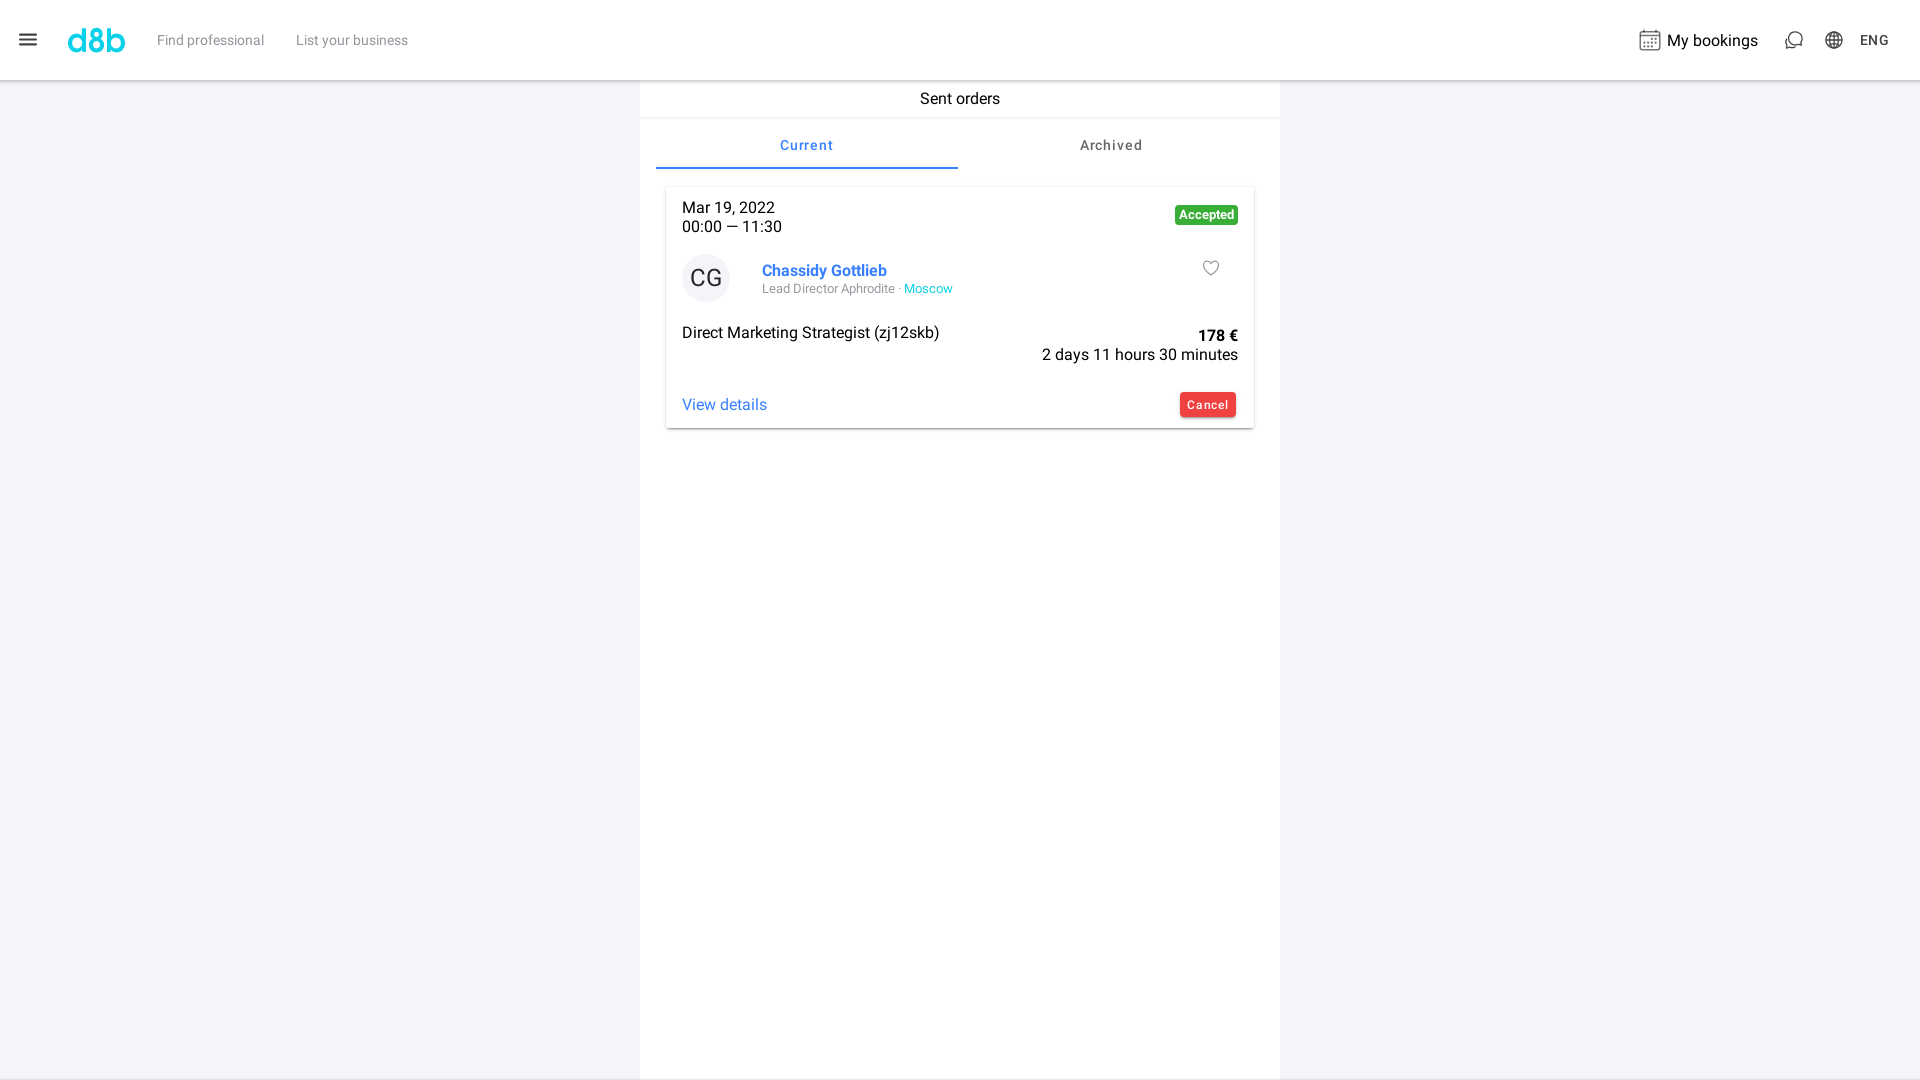 d8b
Find professional
List your business
My bookings
ENG
Sent orders
Current
Archived
Mar 19, 2022
00:00 — 11:30
Accepted
CG
Chassidy Gottlieb
Lead Director Aphrodite · Moscow
Direct Marketing Strategist (zj12skb)
178 €
2 days 11 hours 30 minutes
View details
Cancel